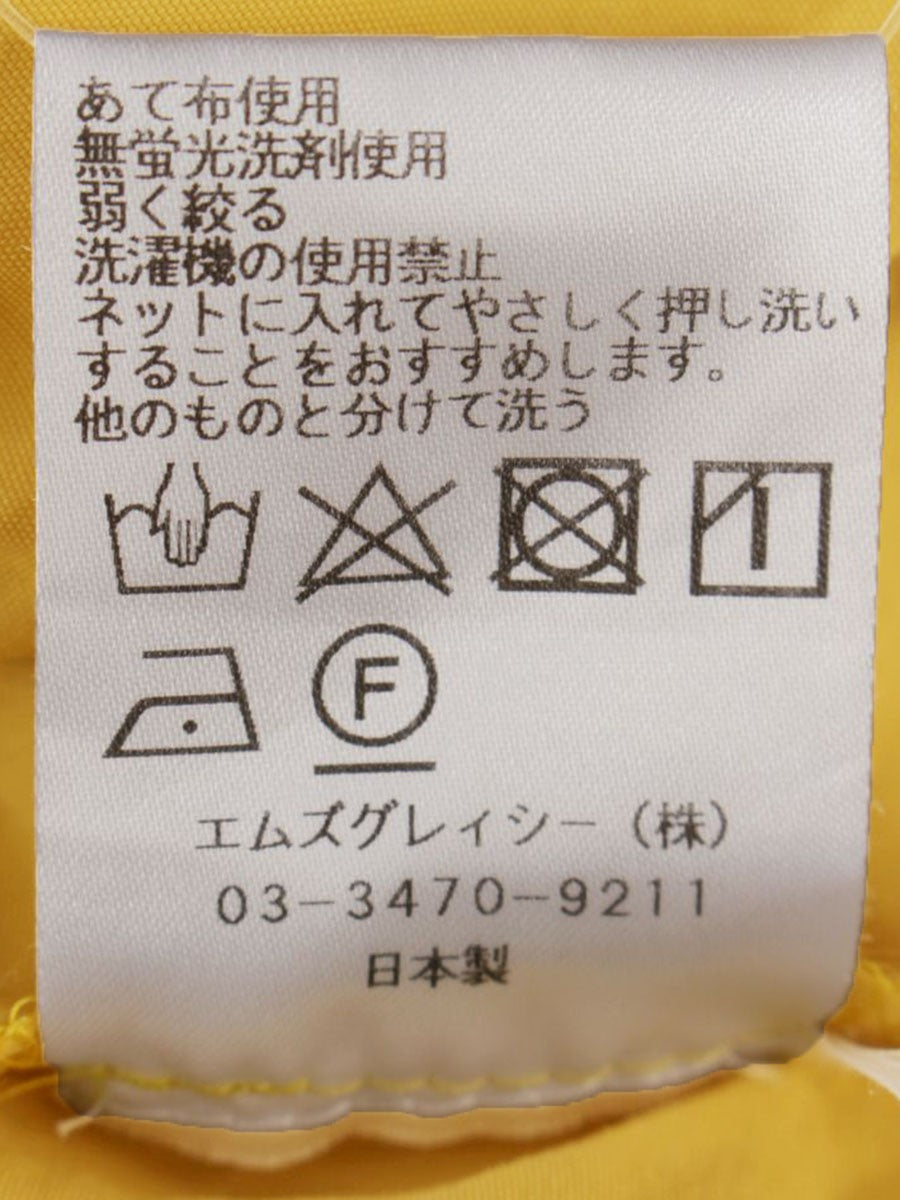 あて布使用
無蛍光洗剤使用
弱く絞る
洗濯機の使用禁止
ネットに入れてやさしく押し洗い
することをおすすめします。
他のものと分けて洗う
F
エムズグレイシー（株）
03-3470-9211
日本製